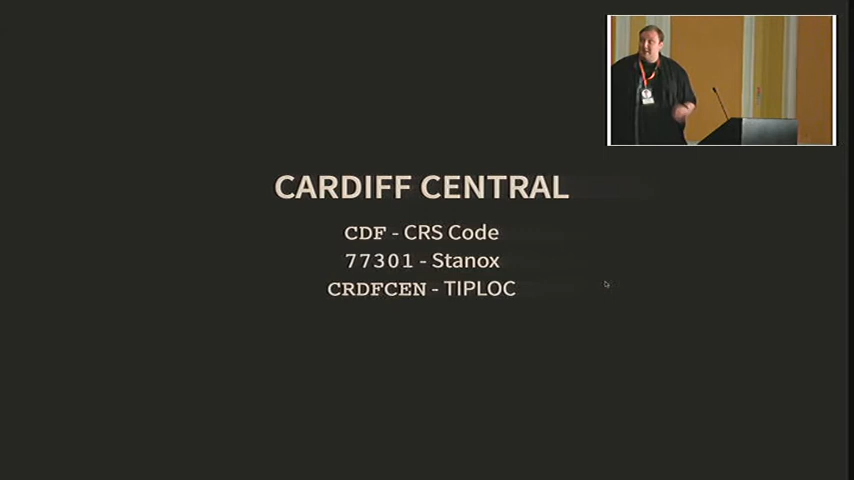 CARDIFF CENTRAL
CDF - CRS Code
77301 - Stanox
CRDFCEN - TIPLOC